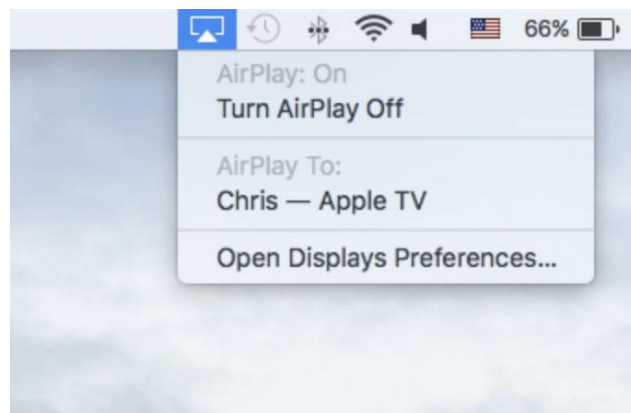 66%
AirPlay: On
Turn AirPlay Off
AirPlay To:
Chris — Apple TV
Open Displays Preferences...